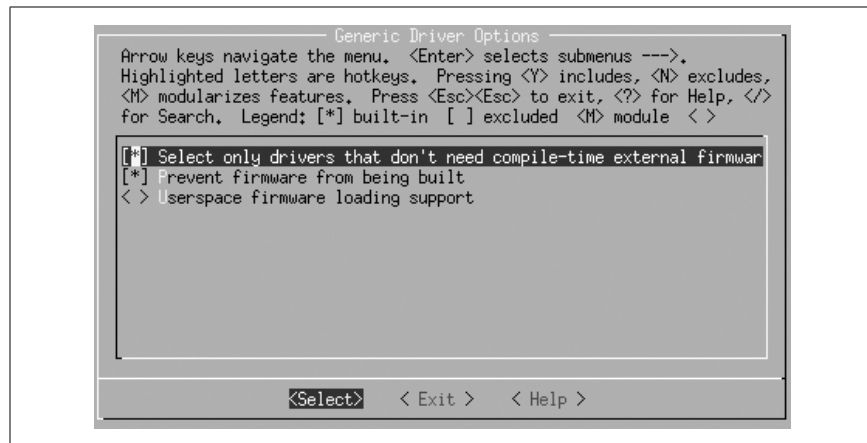 Generic Driver Options
Arrow keys navigate the menu. <Enter> selects submenus --->.
Highlighted letters are hotkeys. Pressing <Y> includes, <N> excludes,
<M> modularizes features. Press <Esc><Esc> to exit, <?> for Help, </>
for Search. Legend: [*] built-in [ ] excluded <M> module < >
[*] Select only drivers that don't need compile-time external firmwar
[*] Prevent firmware from being built
< > Userspace firmware loading support
<Select> < Exit > < Help >